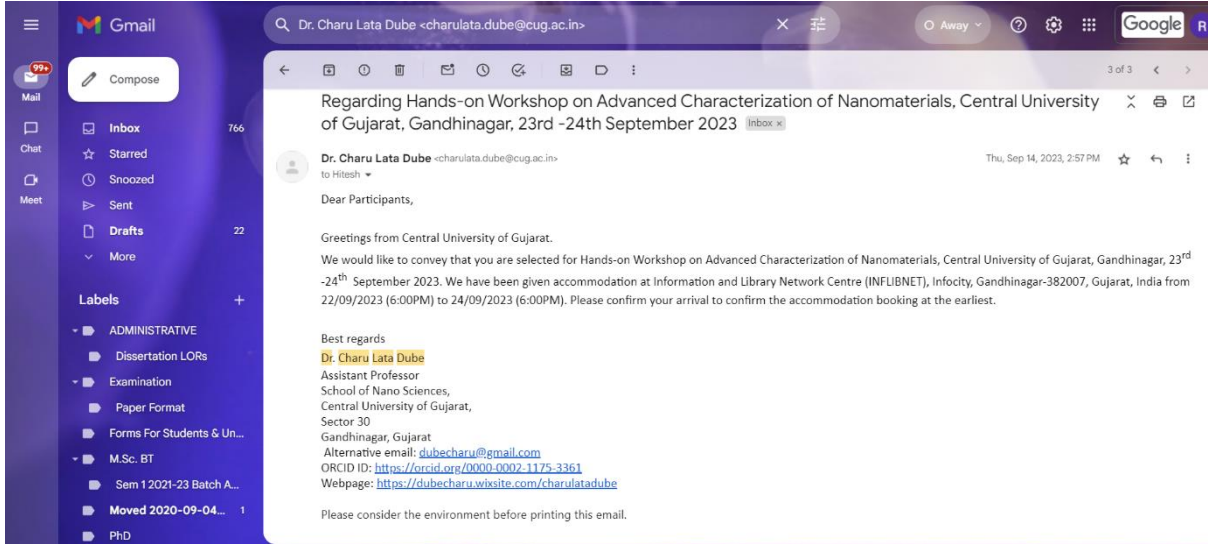 Gmail
Dr. Charu Lata Dube <charulata.dube@cug.ac.in>
Away
Google
R
99+
Mail
Chat
Meet
Compose
Inbox 766
Starred
Snoozed
Sent
Drafts 22
More
Labels
ADMINISTRATIVE
Dissertation LORs
Examination
Paper Format
Forms For Students & Un...
M.Sc. BT
Sem 1 2021-23 Batch A...
Moved 2020-09-04... 1
PhD
3 of 3
Regarding Hands-on Workshop on Advanced Characterization of Nanomaterials, Central University
of Gujarat, Gandhinagar, 23rd -24th September 2023 Inbox x
Dr. Charu Lata Dube <charulata.dube@cug.ac.in> Thu, Sep 14, 2023, 2:57 PM
to Hitesh
Dear Participants,
Greetings from Central University of Gujarat.
We would like to convey that you are selected for Hands-on Workshop on Advanced Characterization of Nanomaterials, Central University of Gujarat, Gandhinagar, 23rd
-24th September 2023. We have been given accommodation at Information and Library Network Centre (INFLIBNET), Infocity, Gandhinagar-382007, Gujarat, India from
22/09/2023 (6:00PM) to 24/09/2023 (6:00PM). Please confirm your arrival to confirm the accommodation booking at the earliest.
Best regards
Dr. Charu Lata Dube
Assistant Professor
School of Nano Sciences,
Central University of Gujarat,
Sector 30
Gandhinagar, Gujarat
Alternative email: dubecharu@gmail.com
ORCID ID: https://orcid.org/0000-0002-1175-3361
Webpage: https://dubecharu.wixsite.com/charulatadube
Please consider the environment before printing this email.